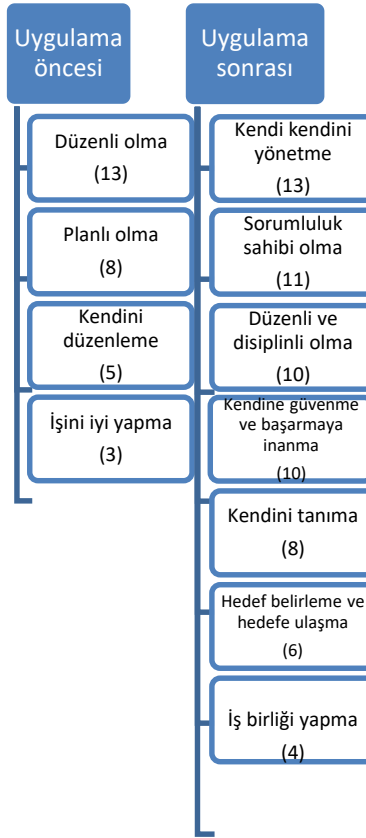 Uygulama
öncesi
Düzenli olma
(13)
Planlı olma
(8)
Kendini
düzenleme
(5)
İşini iyi yapma
(3)
Uygulama
sonrası
Kendi kendini
yönetme
(13)
Sorumluluk
sahibi olma
(11)
Düzenli ve
disiplinli olma
(10)
Kendine güvenme
ve başarmaya
inanma
(10)
Kendini tanıma
(8)
Hedef belirleme ve
hedefe ulaşma
(6)
İş birliği yapma
(4)